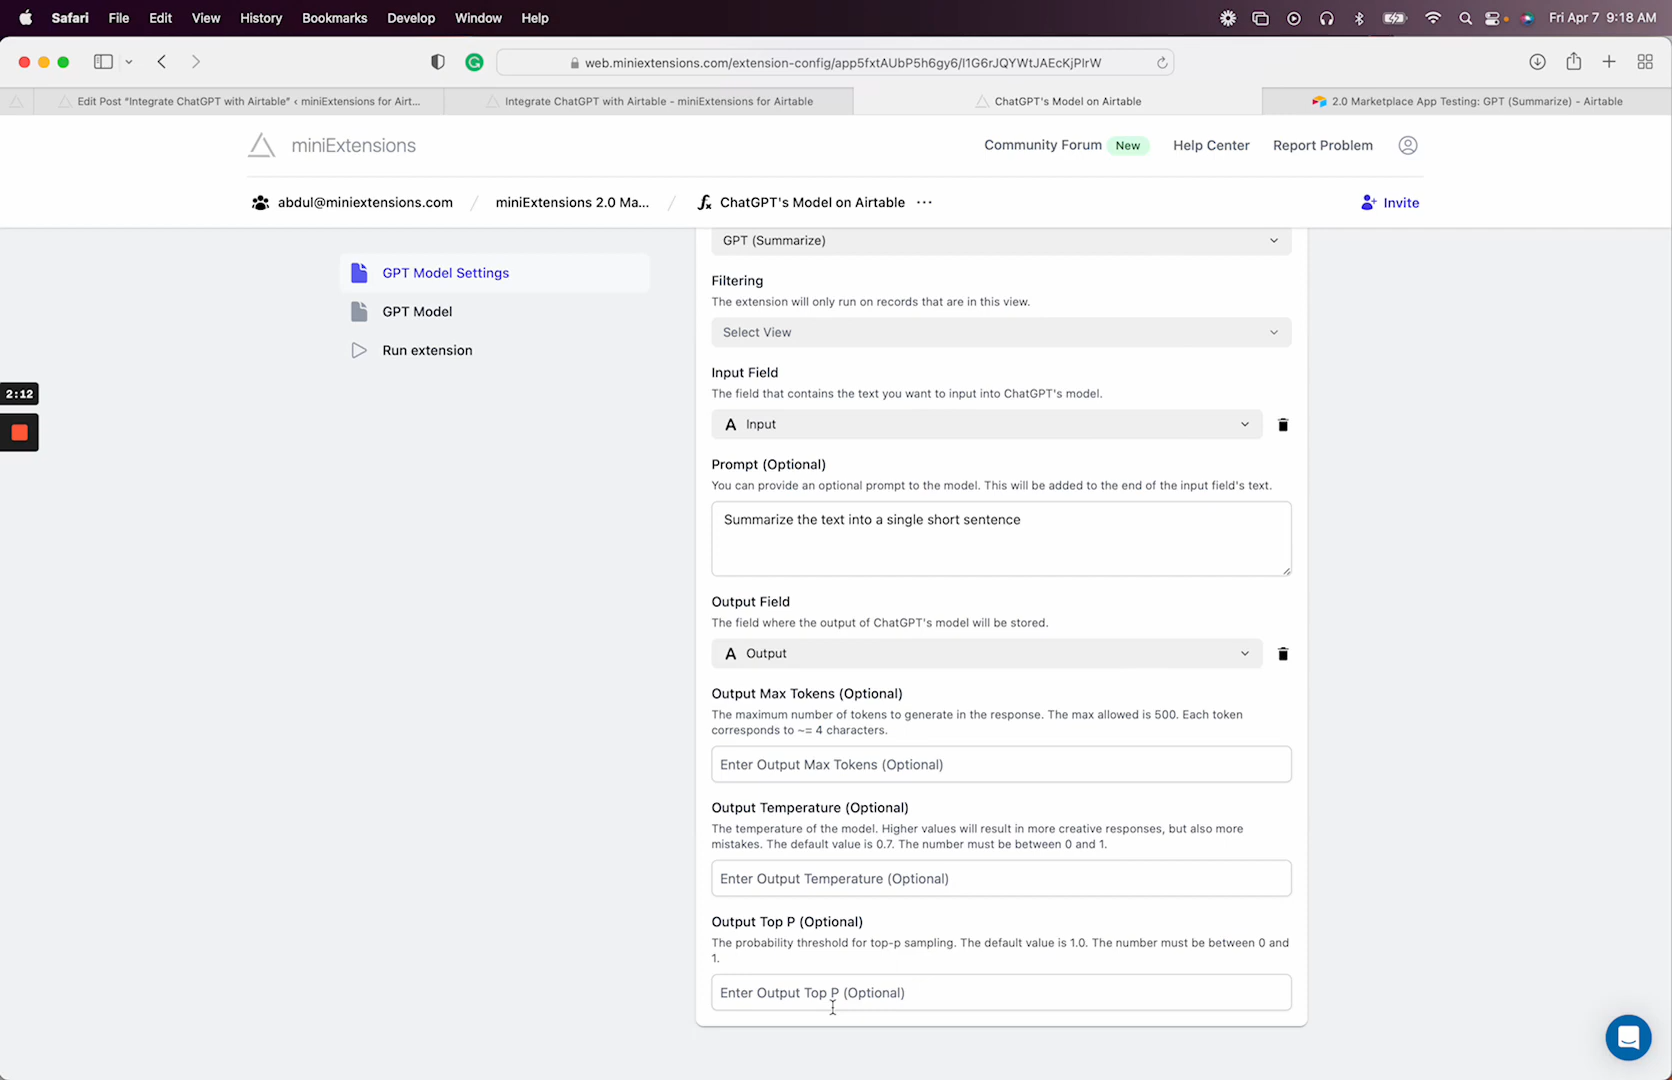 Safari File Edit View History Bookmarks Develop Window Help Fri Apr 7 9:18 AM
web.miniextensions.com/extension-config/app5fxtAUbP5h6gy6/I1G6rJQYWtJAEcKjPIrW
Edit Post "Integrate ChatGPT with Airtable" ‹ miniExtensions for Airt...
Integrate ChatGPT with Airtable - miniExtensions for Airtable
ChatGPT's Model on Airtable
2.0 Marketplace App Testing: GPT (Summarize) - Airtable
miniExtensions
Community Forum New Help Center Report Problem
abdul@miniextensions.com / miniExtensions 2.0 Ma... / ChatGPT's Model on Airtable ···
Invite
GPT Model Settings
GPT Model
Run extension
2:12
GPT (Summarize)
Filtering
The extension will only run on records that are in this view.
Select View
Input Field
The field that contains the text you want to input into ChatGPT's model.
A Input
Prompt (Optional)
You can provide an optional prompt to the model. This will be added to the end of the input field's text.
Summarize the text into a single short sentence
Output Field
The field where the output of ChatGPT's model will be stored.
A Output
Output Max Tokens (Optional)
The maximum number of tokens to generate in the response. The max allowed is 500. Each token
corresponds to ~= 4 characters.
Enter Output Max Tokens (Optional)
Output Temperature (Optional)
The temperature of the model. Higher values will result in more creative responses, but also more
mistakes. The default value is 0.7. The number must be between 0 and 1.
Enter Output Temperature (Optional)
Output Top P (Optional)
The probability threshold for top-p sampling. The default value is 1.0. The number must be between 0 and
1.
Enter Output Top P (Optional)